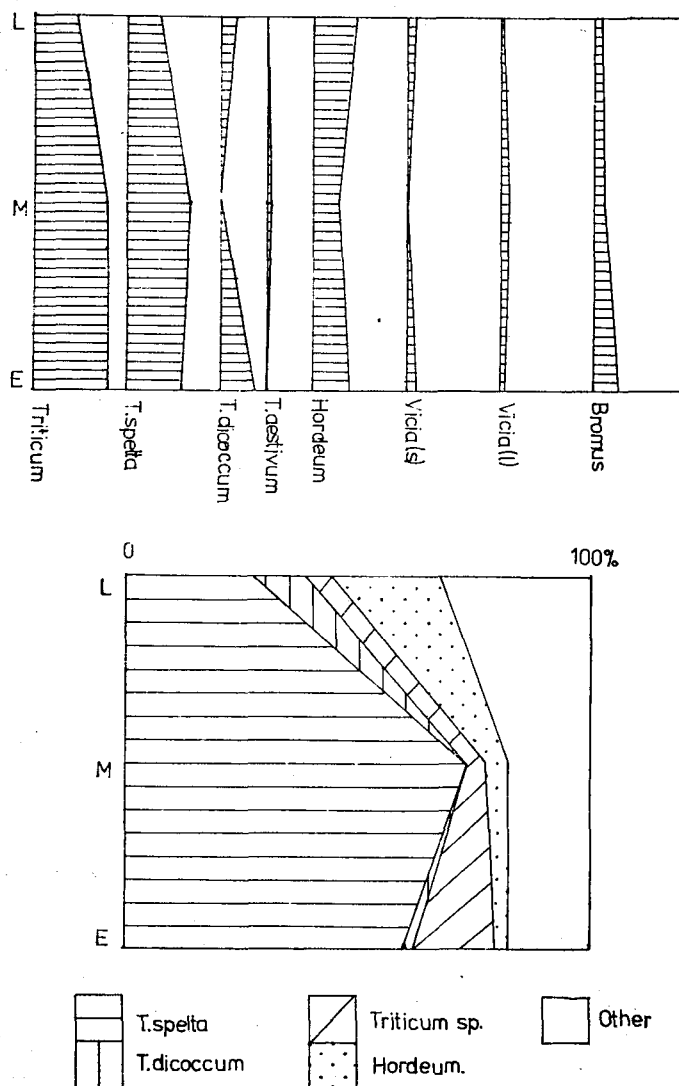 L
M
E
Triticum
T.spelta
T.dicoccum
T.aestivum
Hordeum
Vicia(s)
Vicia(l)
Bromus
0 100%
L
M
E
T.spelta
T.dicoccum
Triticum sp.
Hordeum.
Other